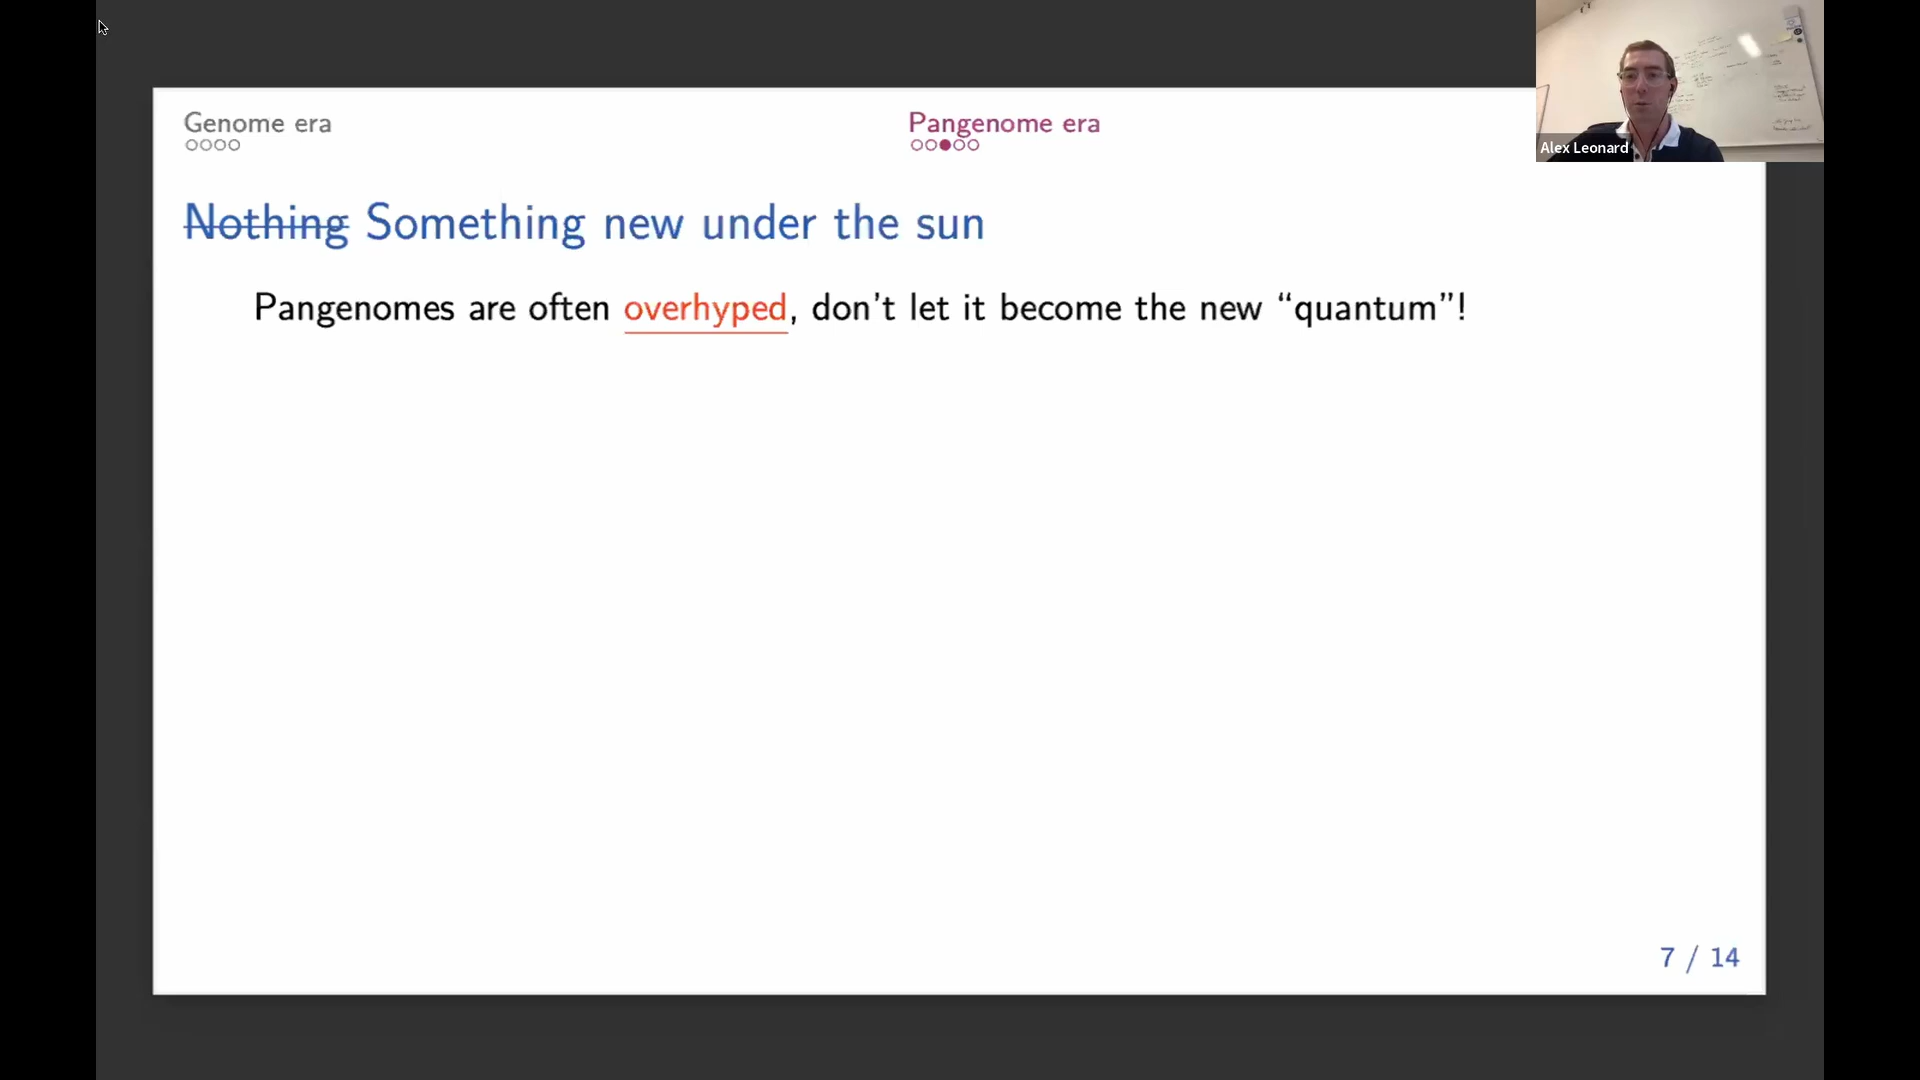 Genome era
Pangenome era
Alex Leonard
Nothing Something new under the sun
Pangenomes are often overhyped, don't let it become the new “quantum”!
7 / 14